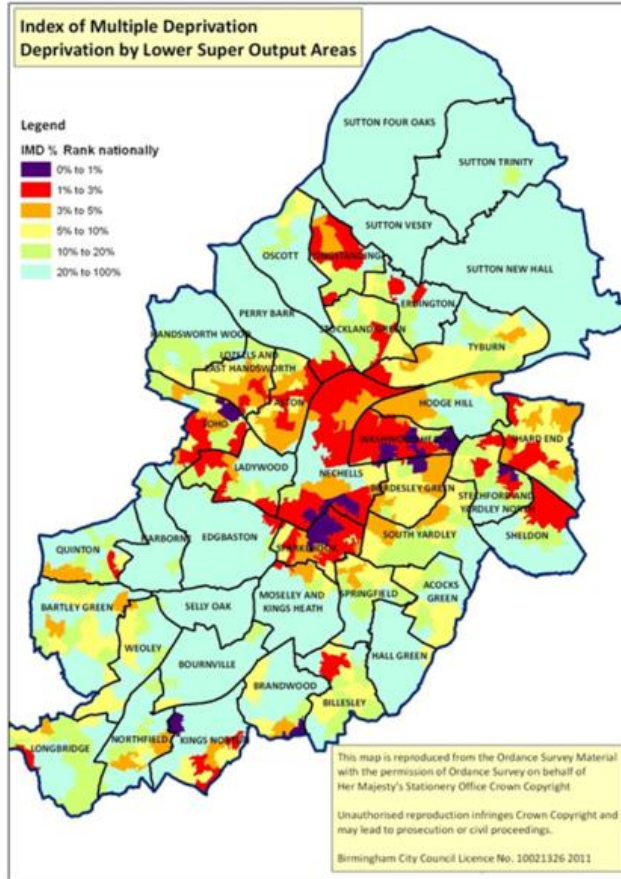 Index of Multiple Deprivation
Deprivation by Lower Super Output Areas
Legend
IMD % Rank nationally
0% to 1%
1% to 3%
3% to 5%
5% to 10%
10% to 20%
20% to 100%
SUTTON FOUR OAKS
SUTTON TRINITY
SUTTON VESEY
KINGSTANDING
OSCOTT
SUTTON NEW HALL
ERDINGTON
PERRY BARR
STOCKLAND GREEN
HANDSWORTH WOOD
TYBURN
LOZELLS AND
EAST HANDSWORTH
ASTON
HODGE HILL
SOHO
WASHWOOD HEATH
SHARD END
LADYWOOD
NECHELLS
BORDESLEY GREEN
STECHFORD AND
YARDLEY NORTH
EDGBASTON
HARBORNE
SPARKBROOK
SOUTH YARDLEY
SHELDON
QUINTON
ACOCKS
GREEN
BARTLEY GREEN
SELLY OAK
MOSELEY AND
KINGS HEATH
SPRINGFIELD
WEOLEY
BOURNVILLE
HALL GREEN
BRANDWOOD
BILLESLEY
LONGBRIDGE
NORTHFIELD
KINGS NORTON
This map is reproduced from the Ordance Survey Material
with the permission of Ordance Survey on behalf of
Her Majesty's Stationery Office Crown Copyright
Unauthorised reproduction infringes Crown Copyright and
may lead to prosecution or civil proceedings.
Birmingham City Council Licence No. 10021326 2011